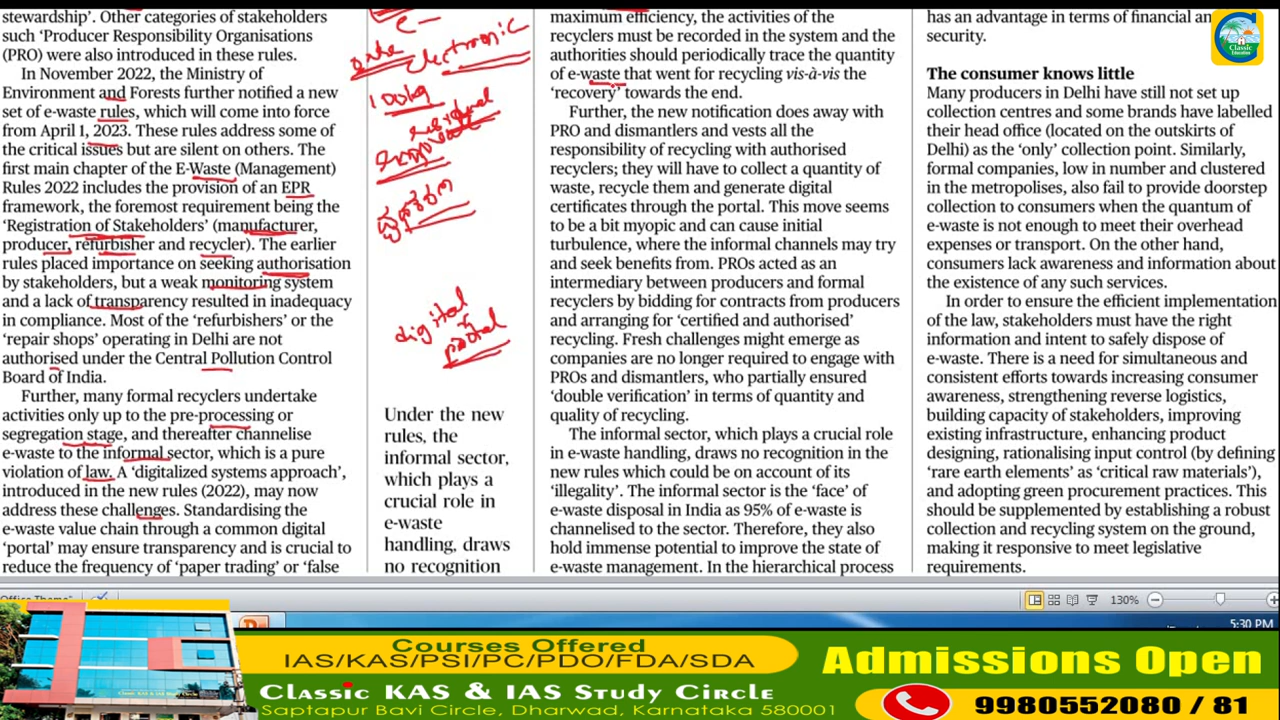 stewardship'. Other categories of stakeholders
such 'Producer Responsibility Organisations
(PRO) were also introduced in these rules.
In November 2022, the Ministry of
Environment and Forests further notified a new
set of e-waste rules, which will come into force
from April 1, 2023. These rules address some of
the critical issues but are silent on others. The
first main chapter of the E-Waste (Management)
Rules 2022 includes the provision of an EPR
framework, the foremost requirement being the
'Registration of Stakeholders' (manufacturer,
producer, refurbisher and recycler). The earlier
rules placed importance on seeking authorisation
by stakeholders, but a weak monitoring system
and a lack of transparency resulted in inadequacy
in compliance. Most of the 'refurbishers' or the
'repair shops' operating in Delhi are not
authorised under the Central Pollution Control
Board of India.
Further, many formal recyclers undertake
activities only up to the pre-processing or
segregation stage, and thereafter channelise
e-waste to the informal sector, which is a pure
violation of law. A 'digitalized systems approach',
introduced in the new rules (2022), may now
address these challenges. Standardising the
e-waste value chain through a common digital
'portal' may ensure transparency and is crucial to
reduce the frequency of 'paper trading' or 'false
e-
electronic
100kg
digital
portal
Under the new
rules, the
informal sector,
which plays a
crucial role in
e-waste
handling, draws
no recognition
maximum efficiency, the activities of the
recyclers must be recorded in the system and the
authorities should periodically trace the quantity
of e-waste that went for recycling vis-à-vis the
'recovery' towards the end.
Further, the new notification does away with
PRO and dismantlers and vests all the
responsibility of recycling with authorised
recyclers; they will have to collect a quantity of
waste, recycle them and generate digital
certificates through the portal. This move seems
to be a bit myopic and can cause initial
turbulence, where the informal channels may try
and seek benefits from. PROs acted as an
intermediary between producers and formal
recyclers by bidding for contracts from producers
and arranging for 'certified and authorised'
recycling. Fresh challenges might emerge as
companies are no longer required to engage with
PROs and dismantlers, who partially ensured
'double verification' in terms of quantity and
quality of recycling.
The informal sector, which plays a crucial role
in e-waste handling, draws no recognition in the
new rules which could be on account of its
'illegality'. The informal sector is the 'face' of
e-waste disposal in India as 95% of e-waste is
channelised to the sector. Therefore, they also
hold immense potential to improve the state of
e-waste management. In the hierarchical process
has an advantage in terms of financial an
security.
The consumer knows little
Many producers in Delhi have still not set up
collection centres and some brands have labelled
their head office (located on the outskirts of
Delhi) as the 'only' collection point. Similarly,
formal companies, low in number and clustered
in the metropolises, also fail to provide doorstep
collection to consumers when the quantum of
e-waste is not enough to meet their overhead
expenses or transport. On the other hand,
consumers lack awareness and information about
the existence of any such services.
In order to ensure the efficient implementation
of the law, stakeholders must have the right
information and intent to safely dispose of
e-waste. There is a need for simultaneous and
consistent efforts towards increasing consumer
awareness, strengthening reverse logistics,
building capacity of stakeholders, improving
existing infrastructure, enhancing product
designing, rationalising input control (by defining
'rare earth elements' as 'critical raw materials'),
and adopting green procurement practices. This
should be supplemented by establishing a robust
collection and recycling system on the ground,
making it responsive to meet legislative
requirements.
Classic
Education
130%
5:30 PM
Courses Offered
IAS/KAS/PSI/PC/PDO/FDA/SDA
Classic KAS & IAS Study Circle
Saptapur Bavi Circle, Dharwad, Karnataka 580001
Admissions Open
9980552080 / 81